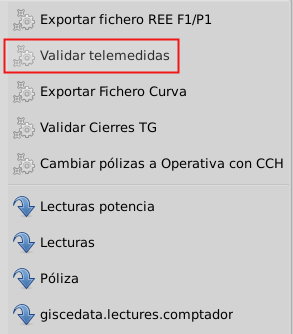 Exportar fichero REE F1/P1
Validar telemedidas
Exportar Fichero Curva
Validar Cierres TG
Cambiar pólizas a Operativa con CCH
Lecturas potencia
Lecturas
Póliza
giscedata.lectures.comptador